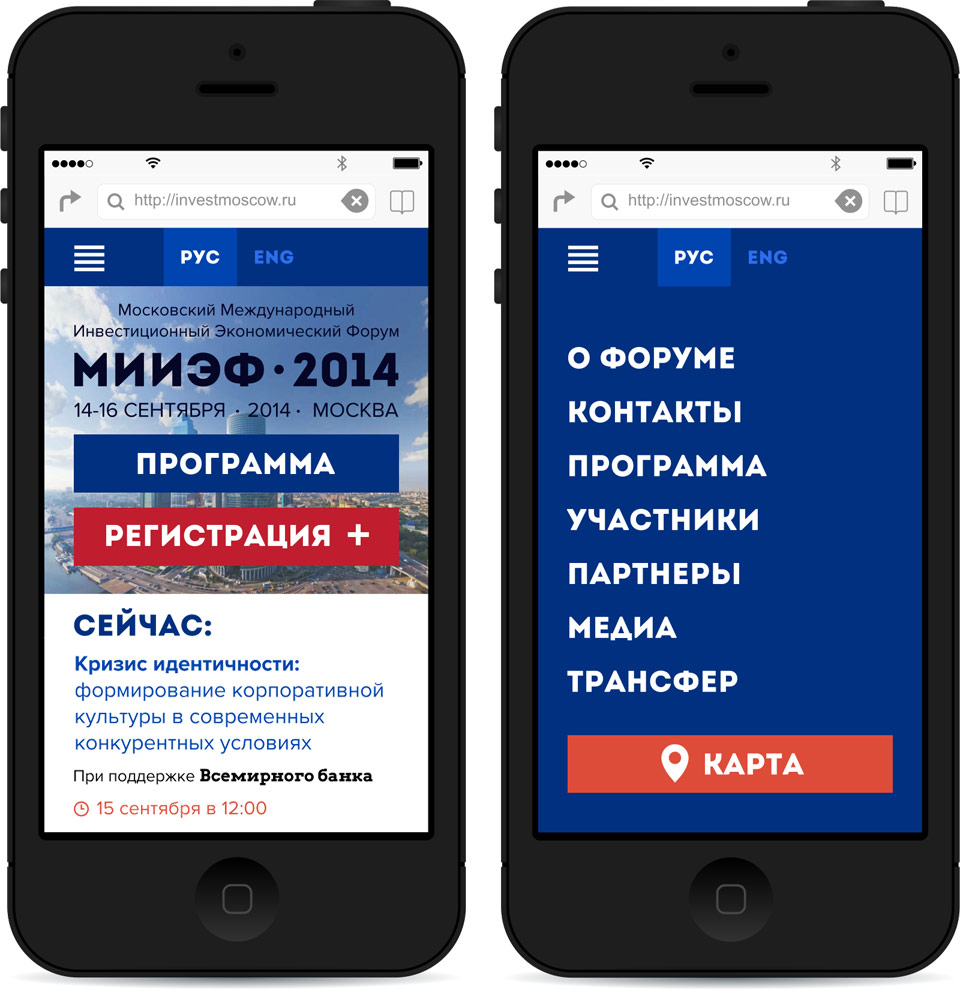 http://investmoscow.ru
РУС ENG
Московский Международный
Инвестиционный Экономический Форум
МИИЭФ · 2014
14-16 СЕНТЯБРЯ · 2014 · МОСКВА
ПРОГРАММА
РЕГИСТРАЦИЯ +
СЕЙЧАС:
Кризис идентичности:
формирование корпоративной
культуры в современных
конкурентных условиях
При поддержке Всемирного банка
15 сентября в 12:00
http://investmoscow.ru
РУС ENG
О ФОРУМЕ
КОНТАКТЫ
ПРОГРАММА
УЧАСТНИКИ
ПАРТНЕРЫ
МЕДИА
ТРАНСФЕР
КАРТА